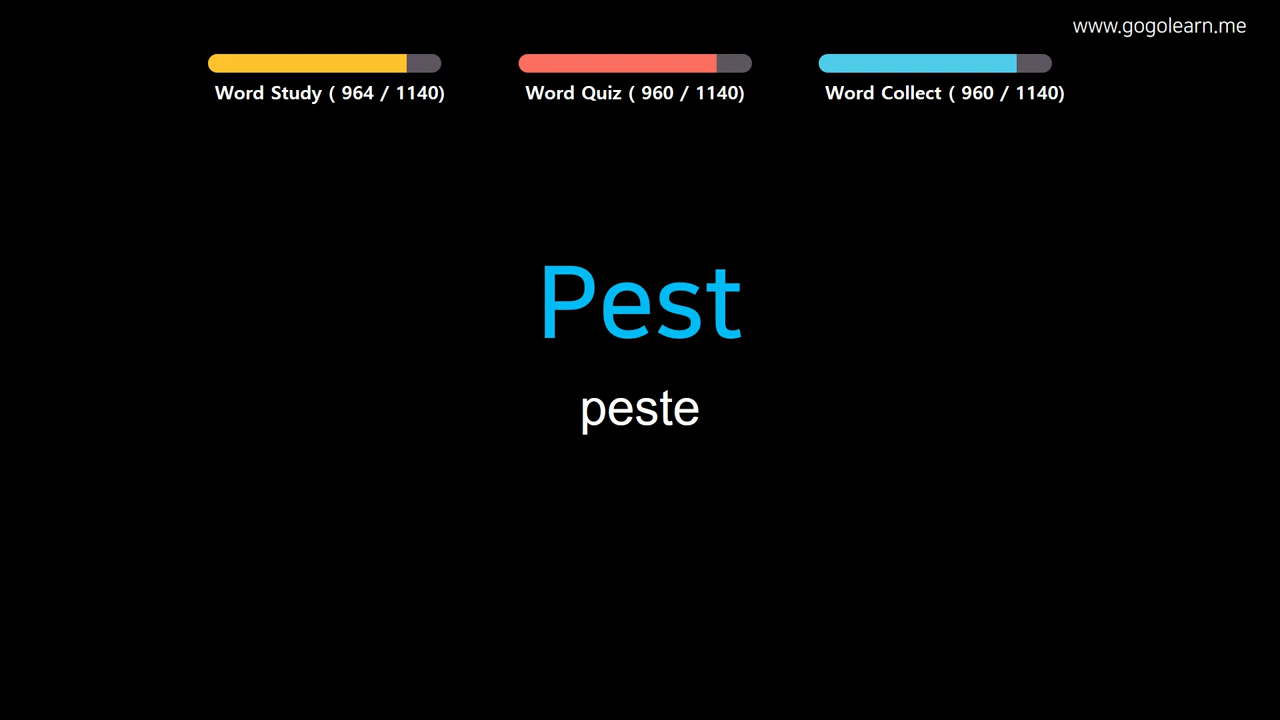 www.gogolearn.me
Word Study ( 964 / 1140)
Word Quiz ( 960 / 1140)
Word Collect ( 960 / 1140)
Pest
peste